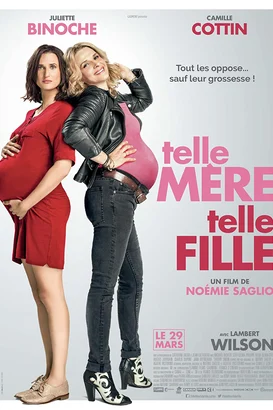 JULIETTE
BINOCHE
CAMILLE
COTTIN
Tout les oppose...
sauf leur grossesse !
telle
MÈRE
telle
FILLE
UN FILM DE
NOÉMIE SAGLIO
LE 29
MARS
AVEC LAMBERT
WILSON